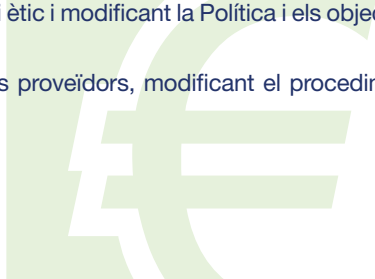 i ètic i modificant la Política i els objec
s proveïdors, modificant el procedim